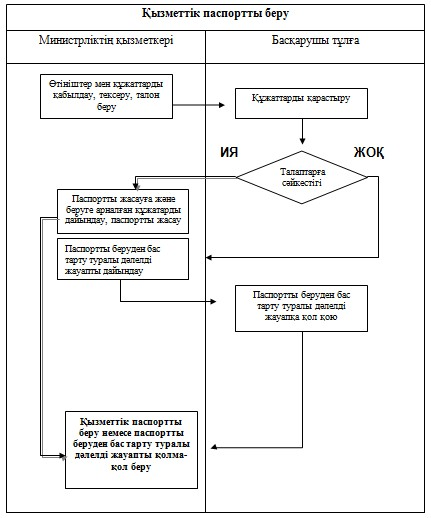 Қызметтік паспортты беру
Министрліктің қызметкері
Басқарушы тұлға
Өтініштер мен құжаттарды
қабылдау, тексеру, талон
беру
Құжаттарды қарастыру
ИЯ
ЖОҚ
Талаптарға
сәйкестігі
Паспортты жасауға және
беруге арналған құжатарды
дайындау, паспортты жасау
Паспортты беруден бас
тарту туралы дәлелді
жауапты дайындау
Паспортты беруден бас
тарту туралы дәлелді
жауапқа қол қою
Қызметтік паспортты
беру немесе паспортты
беруден бас тарту туралы
дәлелді жауапты қолма-
қол беру